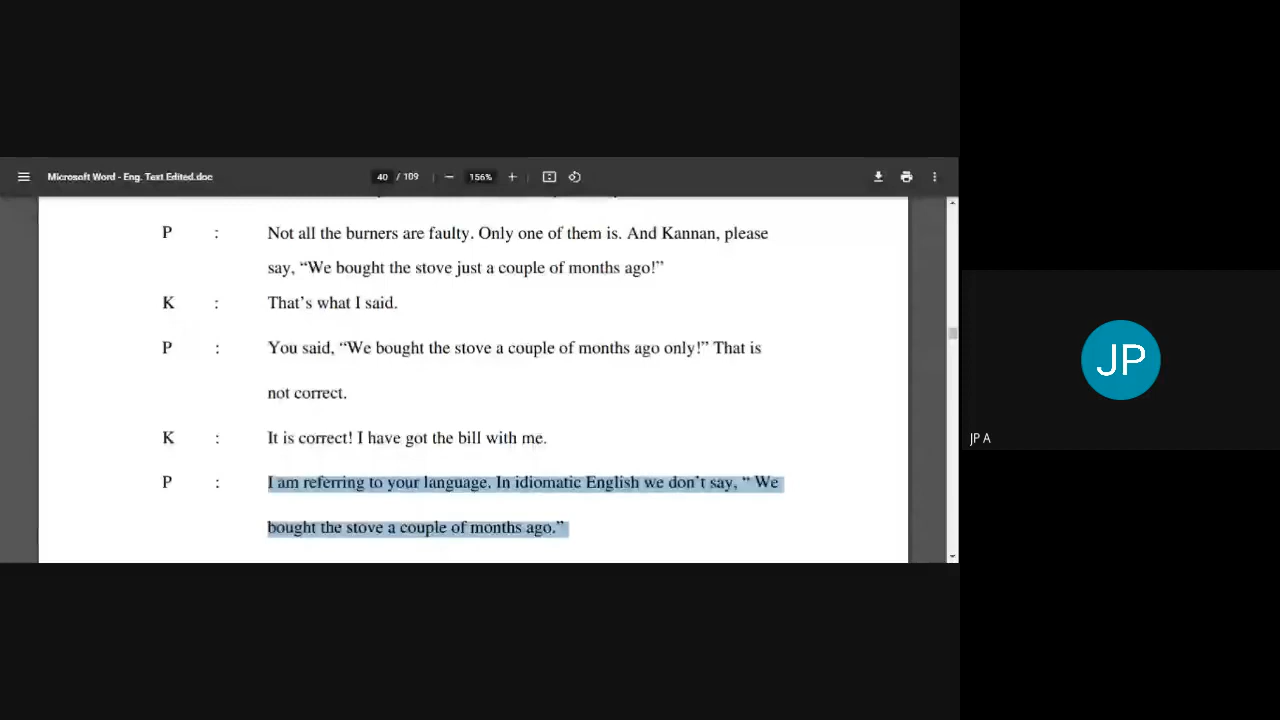 Microsoft Word - Eng. Text Edited.doc 40 / 109 156%
P : Not all the burners are faulty. Only one of them is. And Kannan, please
say, “We bought the stove just a couple of months ago!”
K : That’s what I said.
P : You said, “We bought the stove a couple of months ago only!” That is
not correct.
K : It is correct! I have got the bill with me.
P : I am referring to your language. In idiomatic English we don’t say, “ We
bought the stove a couple of months ago.”
JP
JP A